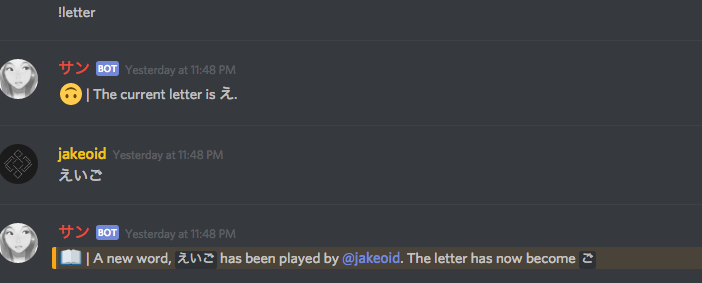 !letter
サン BOT Yesterday at 11:48 PM
🙃 | The current letter is え.
jakeoid Yesterday at 11:48 PM
えいご
サン BOT Yesterday at 11:48 PM
📖 | A new word, えいご has been played by @jakeoid. The letter has now become ご